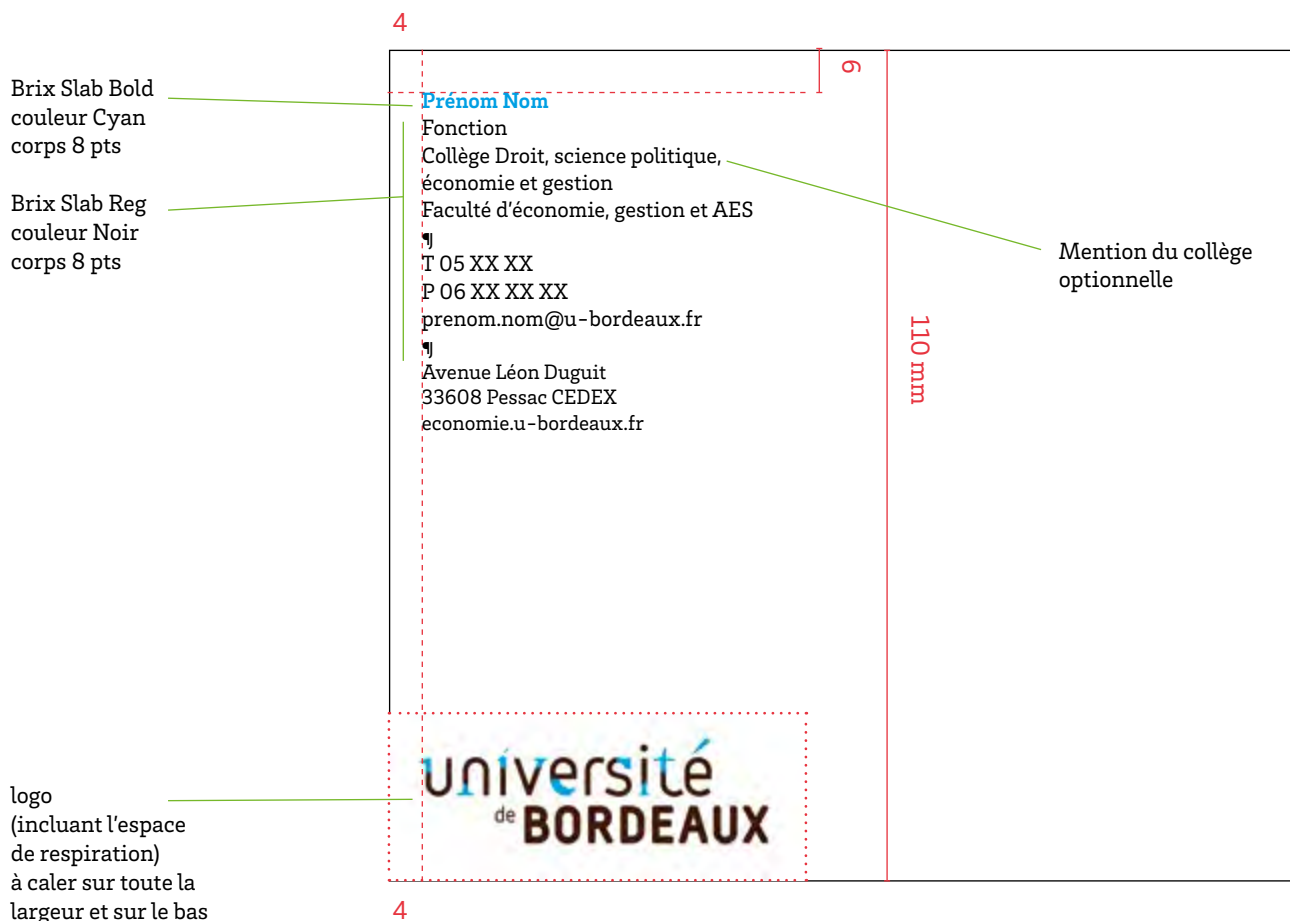 4
6
Brix Slab Bold
couleur Cyan
corps 8 pts
Brix Slab Reg
couleur Noir
corps 8 pts
Prénom Nom
Fonction
Collège Droit, science politique,
économie et gestion
Faculté d'économie, gestion et AES
¶
T 05 XX XX
P 06 XX XX XX
prenom.nom@u-bordeaux.fr
¶
Avenue Léon Duguit
33608 Pessac CEDEX
economie.u-bordeaux.fr
Mention du collège
optionnelle
110 mm
université
de BORDEAUX
logo
(incluant l'espace
de respiration)
à caler sur toute la
largeur et sur le bas
4